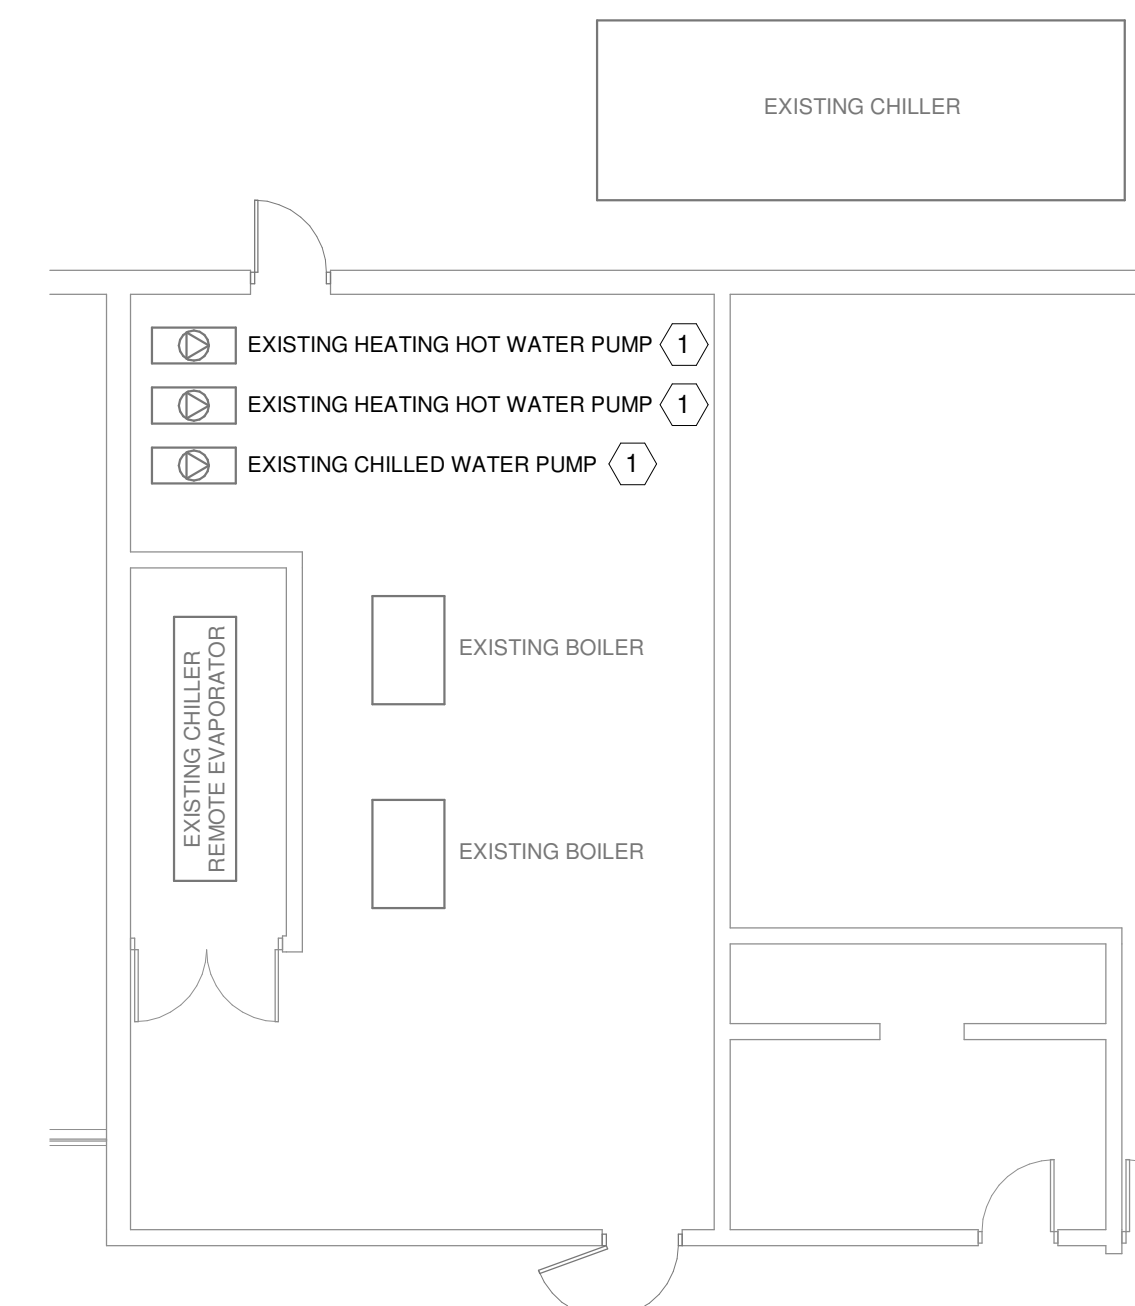 EXISTING CHILLER
EXISTING HEATING HOT WATER PUMP 1
EXISTING HEATING HOT WATER PUMP 1
EXISTING CHILLED WATER PUMP 1
EXISTING CHILLER
REMOTE EVAPORATOR
EXISTING BOILER
EXISTING BOILER